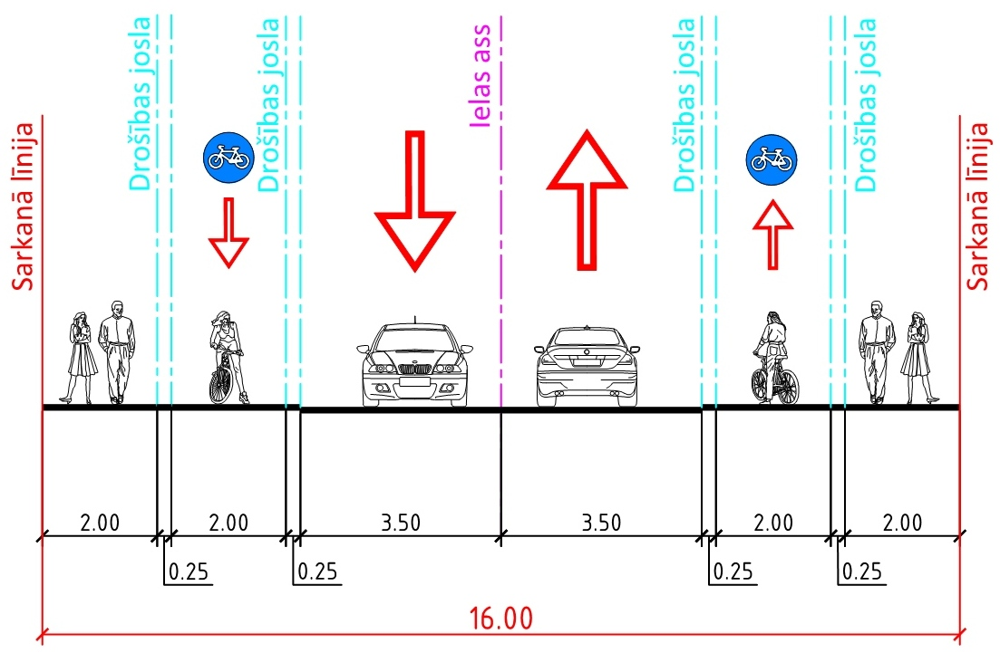 Sarkanā līnija
Drošības josla
Drošības josla
Ielas ass
Drošības josla
Drošības josla
Sarkanā līnija
2.00
2.00
3.50
3.50
2.00
2.00
0.25
0.25
0.25
0.25
16.00